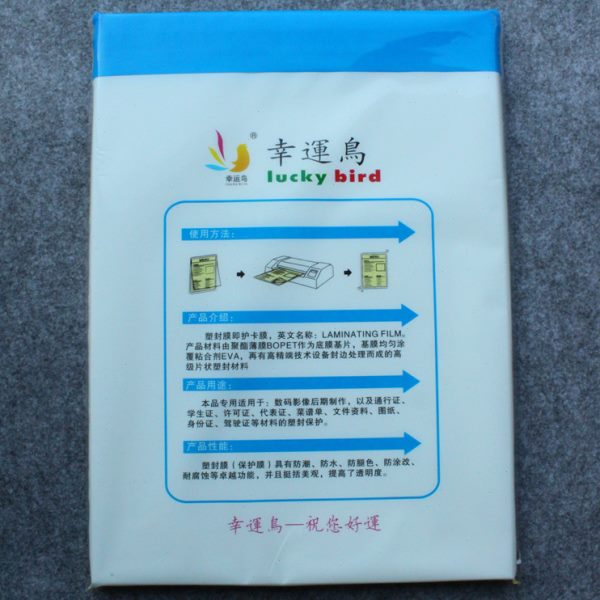 ®
幸運鳥
幸运鸟
lucky bird
使用方法:
产品介绍:
塑封膜即护卡膜，英文名称：LAMINATING FILM。
产品材料由聚酯薄膜BOPET作为底膜基片，基膜均匀涂
覆粘合剂EVA，再有高精端技术设备封边处理而成的高
级片状塑封材料
产品用途:
本品专用适用于：数码影像后期制作，以及通行证、
学生证、许可证、代表证、菜谱单、文件资料、图纸、
身份证、驾驶证等材料的塑封保护。
产品性能:
塑封膜（保护膜）具有防潮、防水、防褪色、防涂改、
耐腐蚀等卓越功能，并且挺括美观，提高了透明度。
幸運鳥—祝您好運